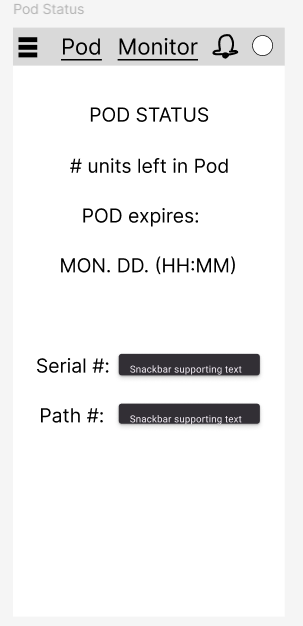 Pod Status
Pod Monitor
POD STATUS
# units left in Pod
POD expires:
MON. DD. (HH:MM)
Serial #: Snackbar supporting text
Path #: Snackbar supporting text